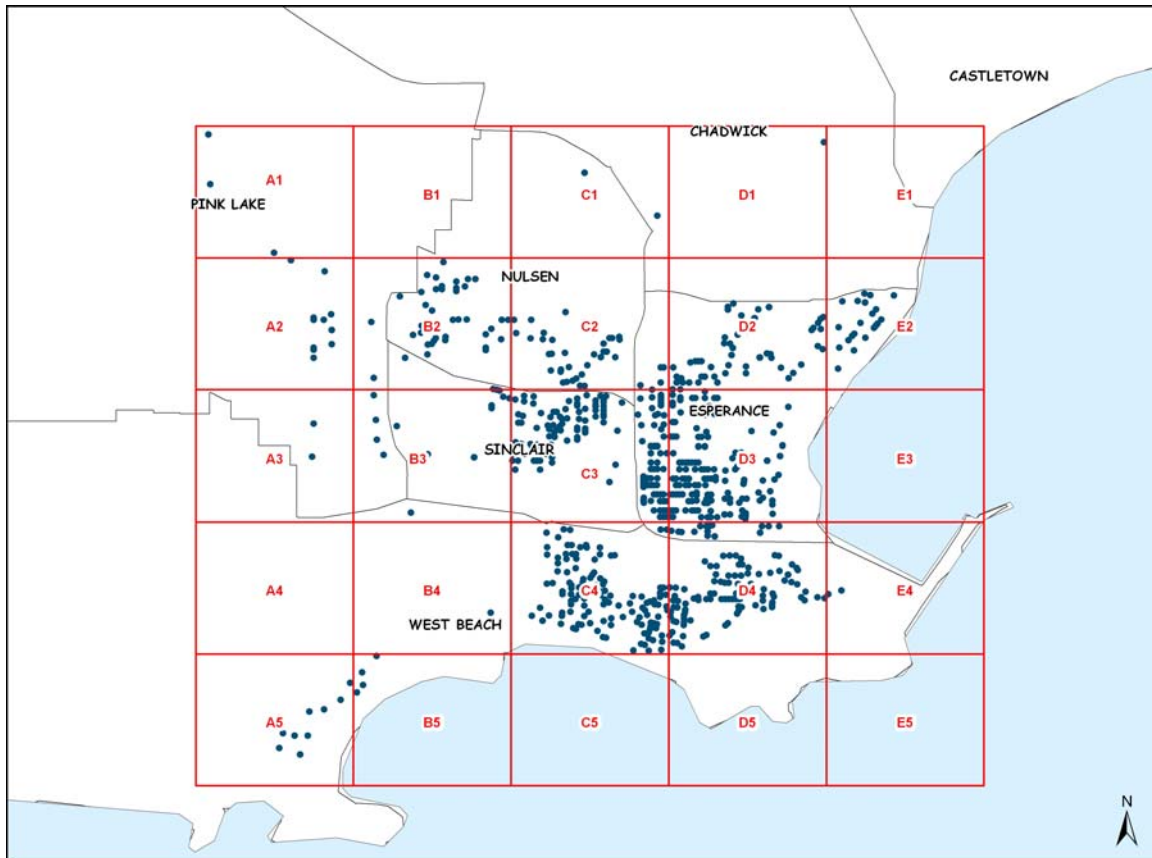 CASTLETOWN
CHADWICK
A1
B1
C1
D1
E1
PINK LAKE
NULSEN
A2
B2
C2
D2
E2
ESPERANCE
SINCLAIR
A3
B3
C3
D3
E3
A4
B4
C4
D4
E4
WEST BEACH
A5
B5
C5
D5
E5
N